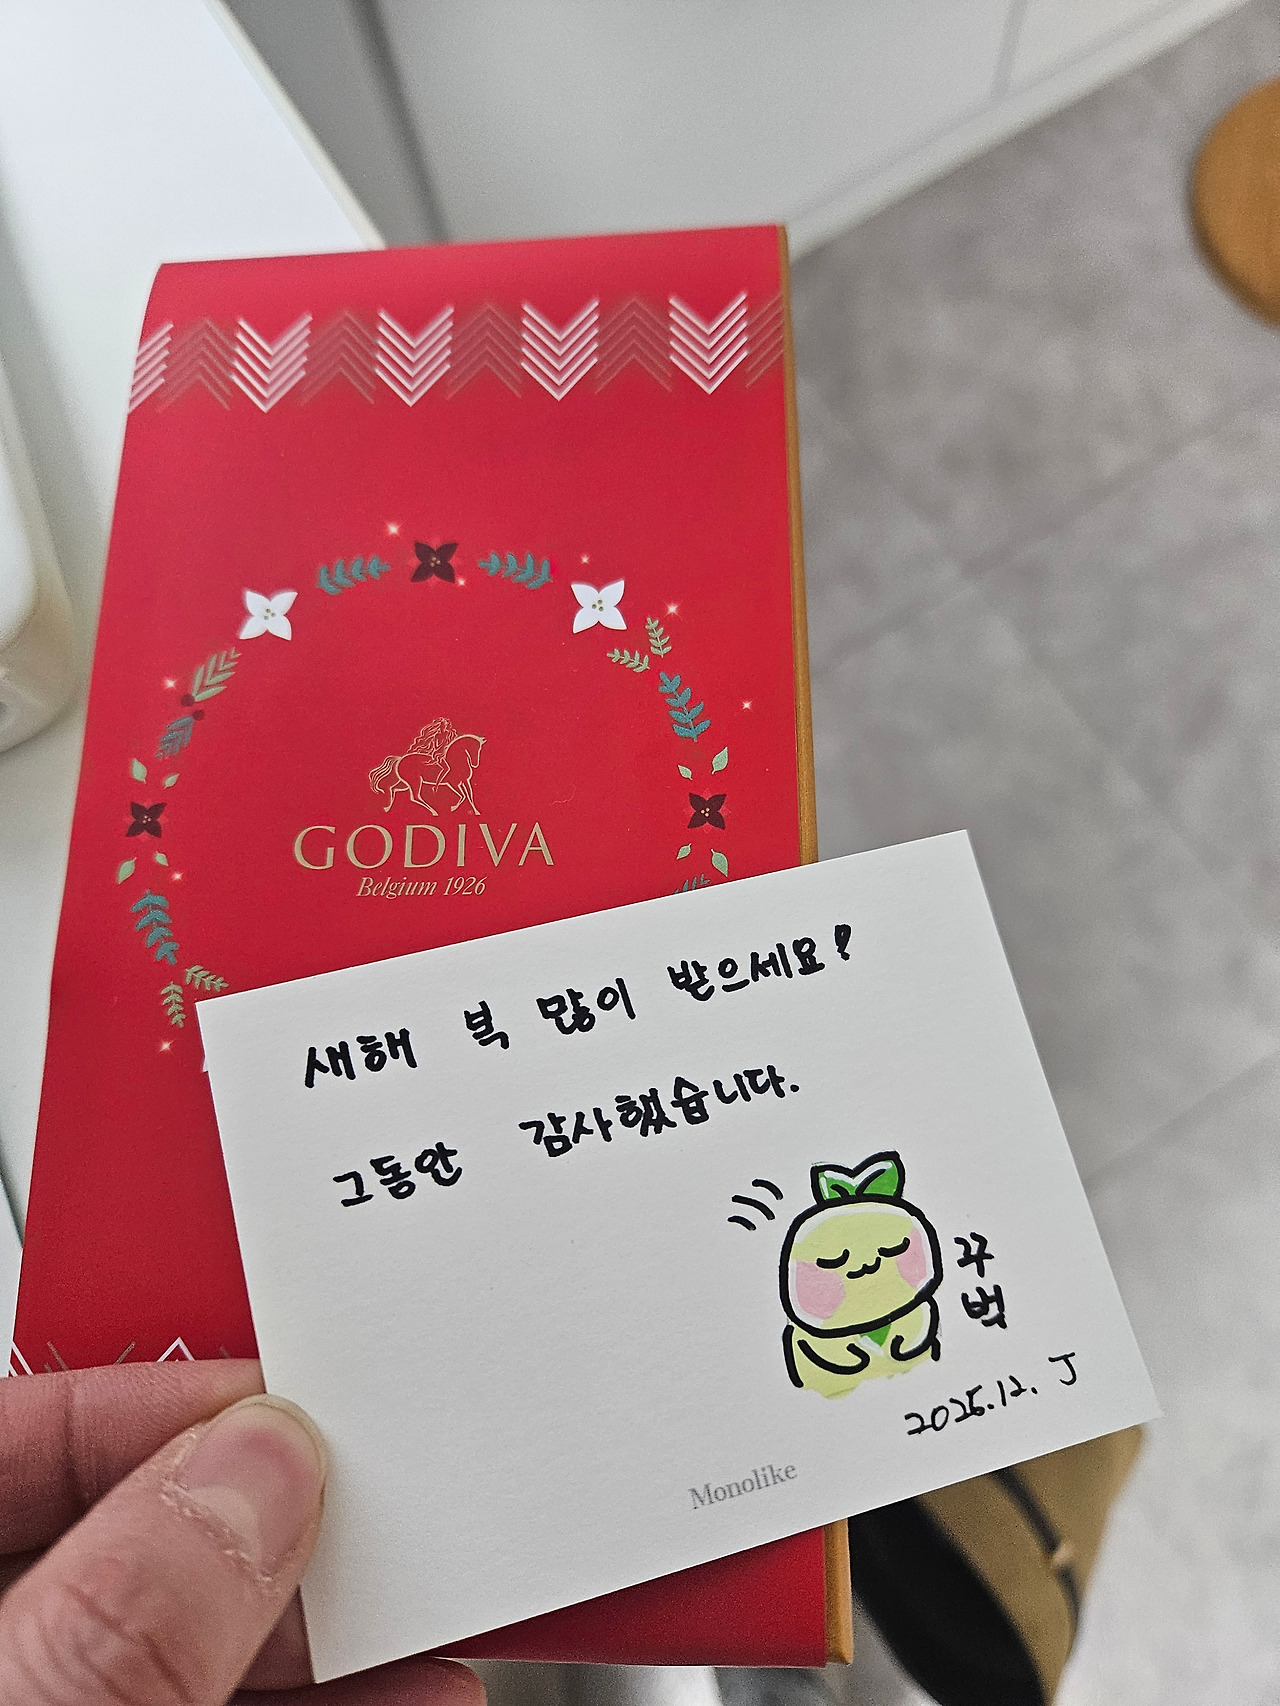 GODIVA
Belgium 1926
새해 복 많이 받으세요?
그동안 감사했습니다.
꾸
벅
2025.12. J
Monolike